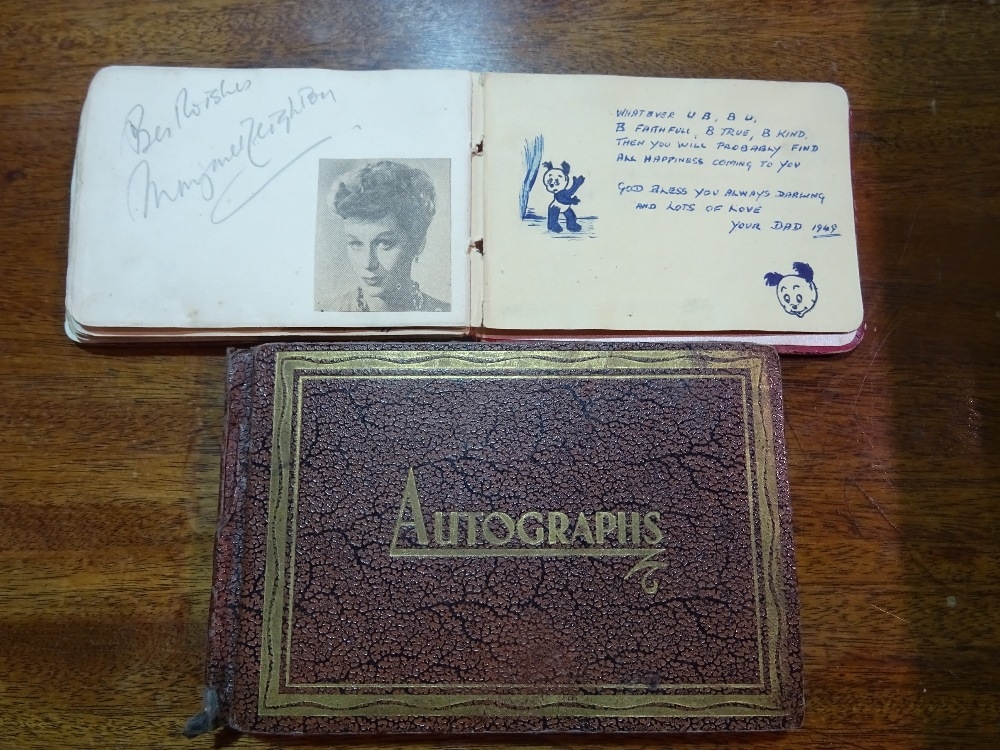 Best Wishes
Margaret Leighton
WHATEVER U B, B U,
B FAITHFULL, B TRUE, B KIND.
THEN YOU WILL PROBABLY FIND
ALL HAPPINESS COMING TO YOU
GOD BLESS YOU ALWAYS DARLING
AND LOTS OF LOVE
YOUR DAD 1949
AUTOGRAPHS